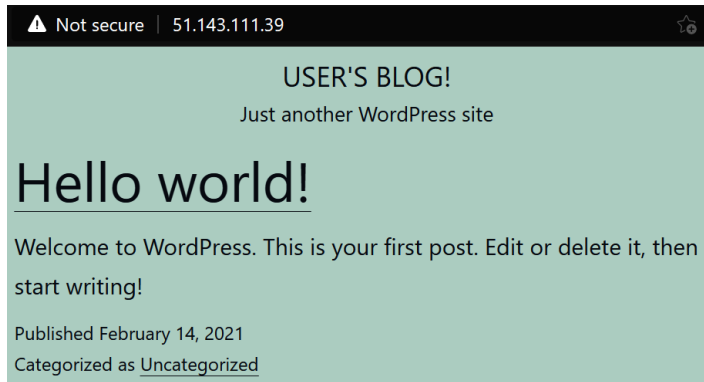 Not secure | 51.143.111.39
USER'S BLOG!
Just another WordPress site
Hello world!
Welcome to WordPress. This is your first post. Edit or delete it, then
start writing!
Published February 14, 2021
Categorized as Uncategorized